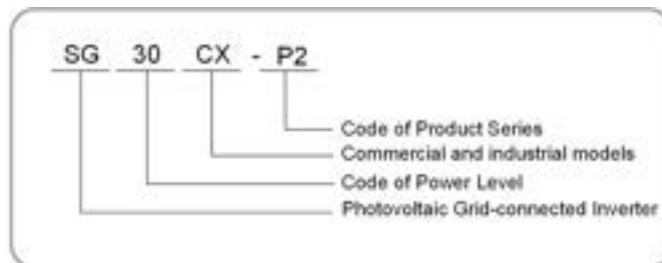 SG 30 CX - P2
Code of Product Series
Commercial and industrial models
Code of Power Level
Photovoltaic Grid-connected Inverter